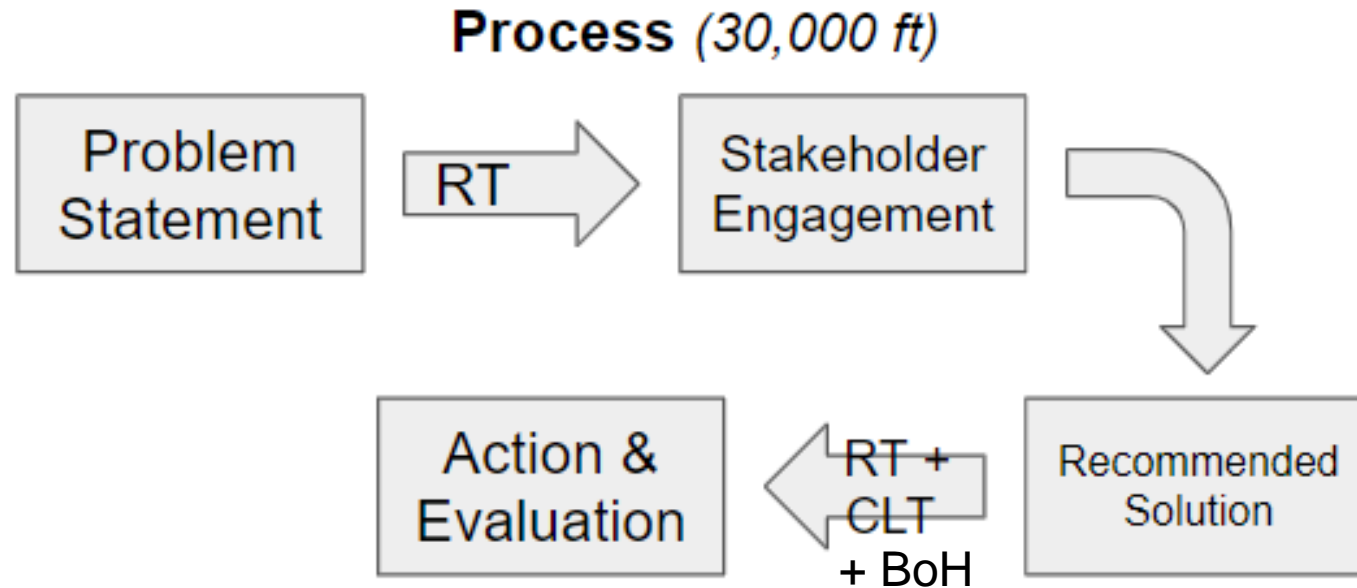 Process (30,000 ft)
Problem
Statement
RT
Stakeholder
Engagement
Recommended
Solution
RT +
CLT
+ BoH
Action &
Evaluation